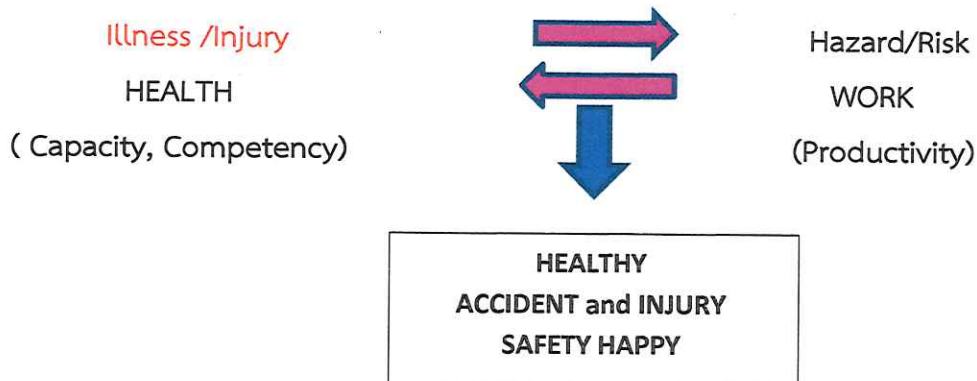 Illness /Injury
Hazard/Risk
HEALTH
WORK
( Capacity, Competency)
(Productivity)
HEALTHY
ACCIDENT and INJURY
SAFETY HAPPY